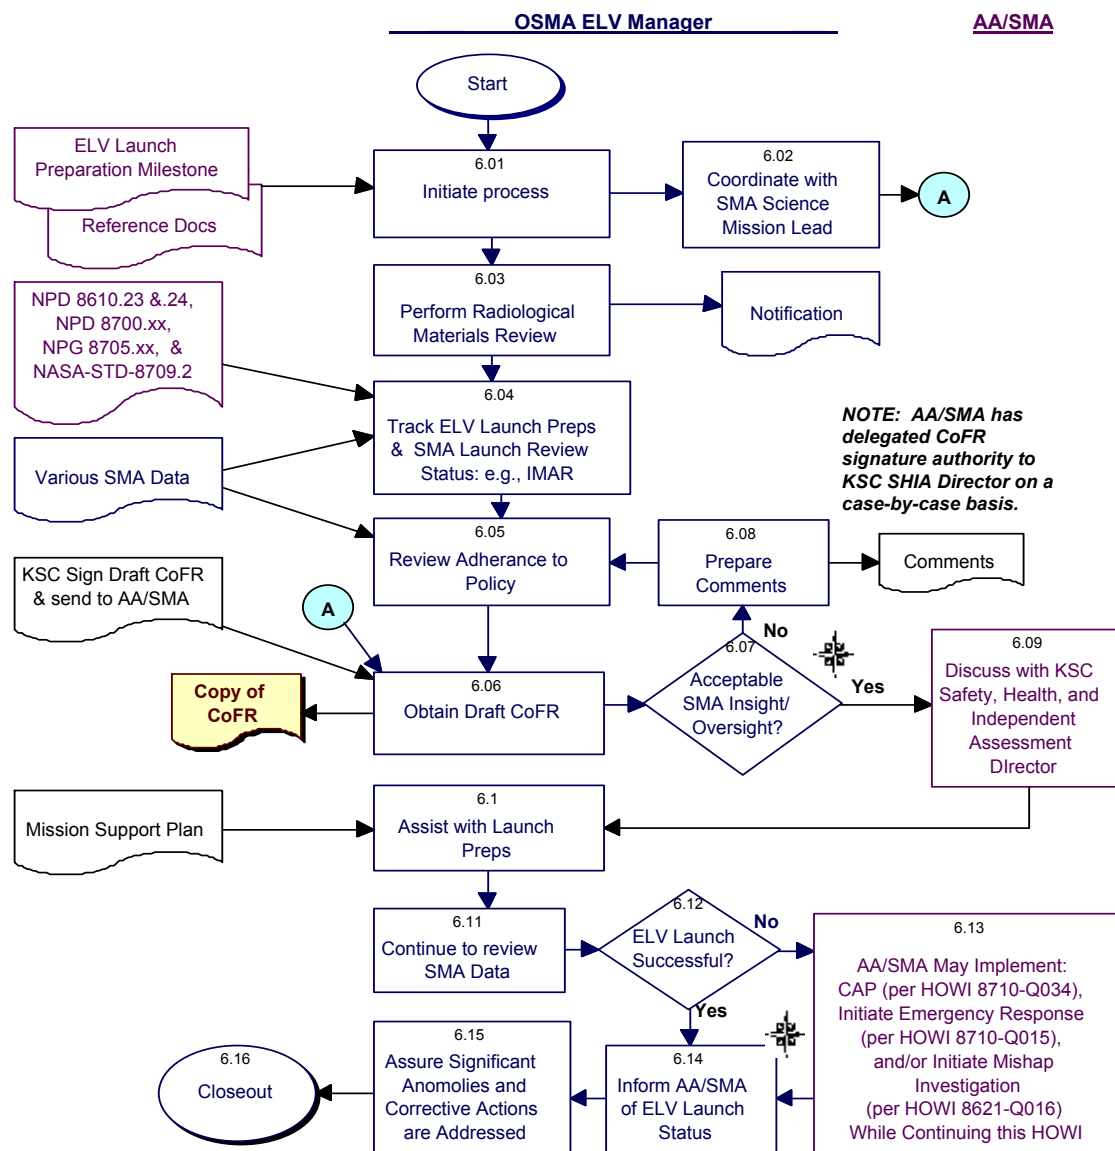 OSMA ELV Manager
AA/SMA
Start
ELV Launch
Preparation Milestone
Reference Docs
6.01
Initiate process
6.02
Coordinate with
SMA Science
Mission Lead
A
6.03
Perform Radiological
Materials Review
Notification
NPD 8610.23 &.24,
NPD 8700.xx,
NPG 8705.xx, &
NASA-STD-8709.2
6.04
Track ELV Launch Preps
& SMA Launch Review
Status: e.g., IMAR
NOTE: AA/SMA has
delegated CoFR
signature authority to
KSC SHIA Director on a
case-by-case basis.
Various SMA Data
6.05
Review Adherance to
Policy
6.08
Prepare
Comments
Comments
KSC Sign Draft CoFR
& send to AA/SMA
A
No
6.07
Acceptable
SMA Insight/
Oversight?
Yes
6.09
Discuss with KSC
Safety, Health, and
Independent
Assessment
DIrector
Copy of
CoFR
6.06
Obtain Draft CoFR
Mission Support Plan
6.1
Assist with Launch
Preps
6.11
Continue to review
SMA Data
6.12
ELV Launch
Successful?
No
Yes
6.13
AA/SMA May Implement:
CAP (per HOWI 8710-Q034),
Initiate Emergency Response
(per HOWI 8710-Q015),
and/or Initiate Mishap
Investigation
(per HOWI 8621-Q016)
While Continuing this HOWI
6.16
Closeout
6.15
Assure Significant
Anomolies and
Corrective Actions
are Addressed
6.14
Inform AA/SMA
of ELV Launch
Status